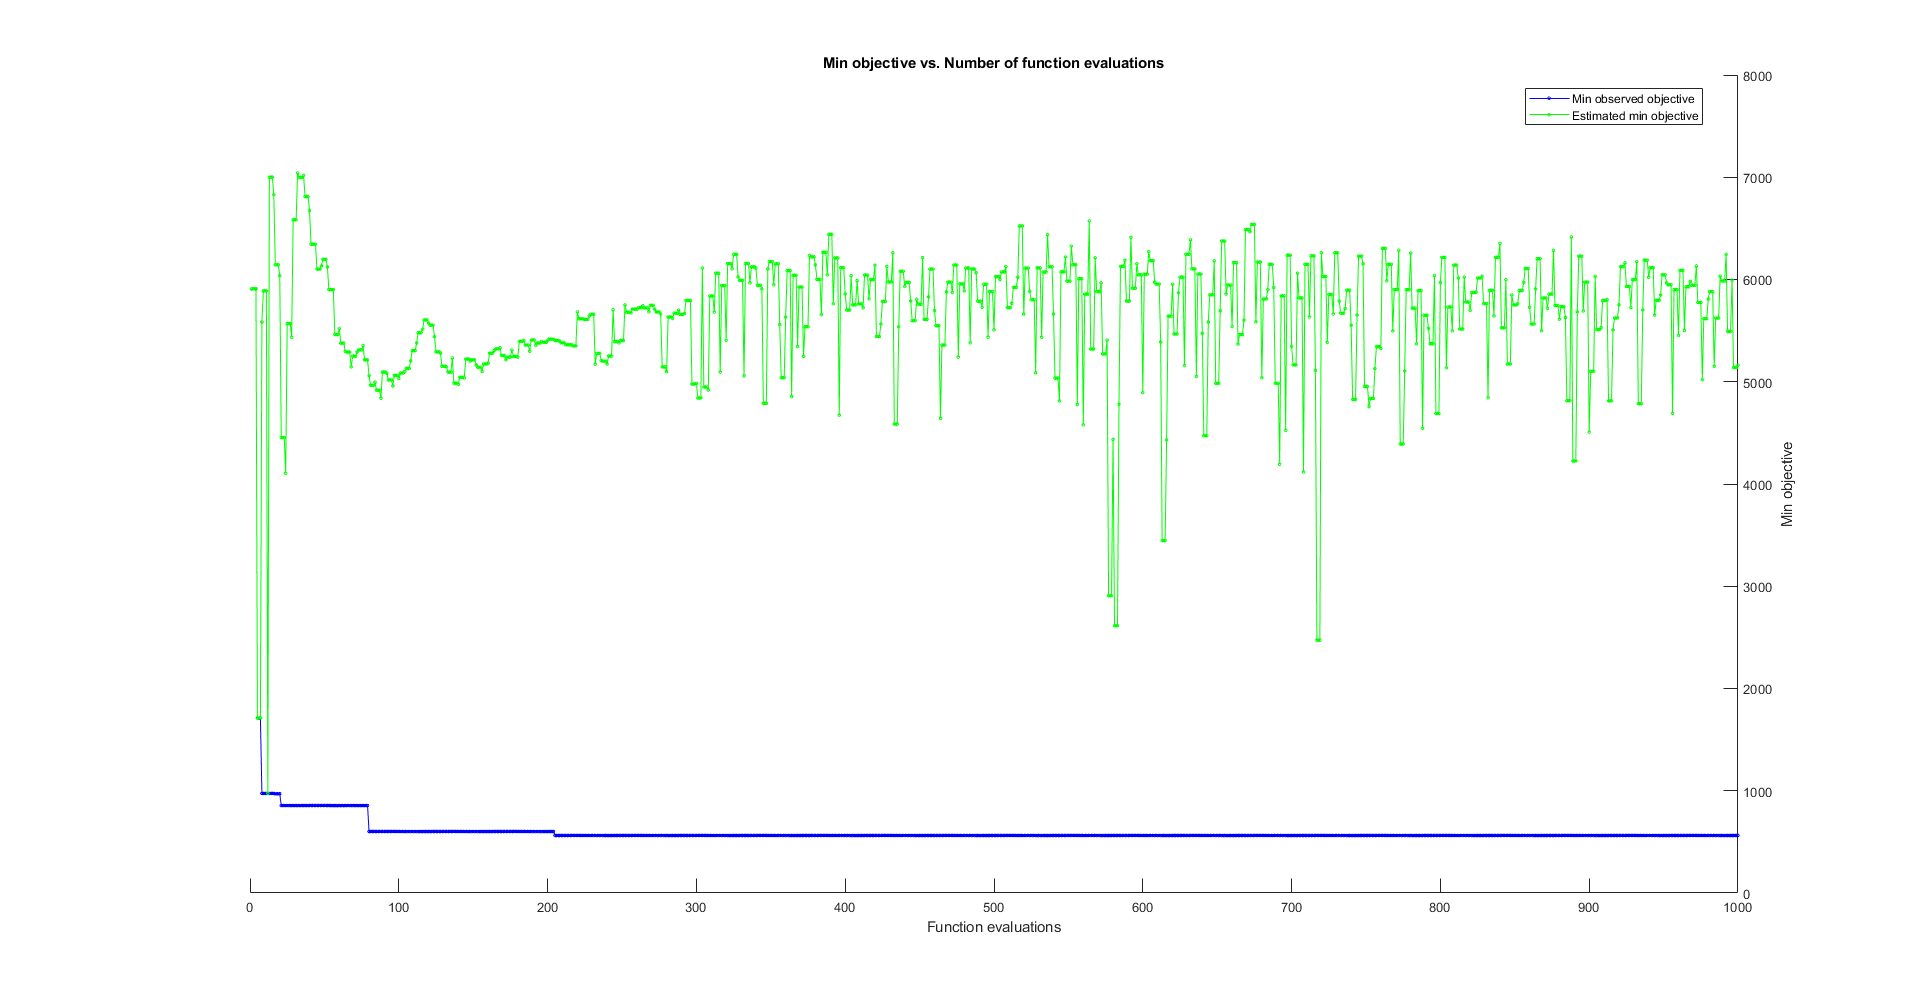 Min objective vs. Number of function evaluations
Min observed objective
Estimated min objective
8000
7000
6000
5000
4000
3000
2000
1000
0
Min objective
0 100 200 300 400 500 600 700 800 900 1000
Function evaluations